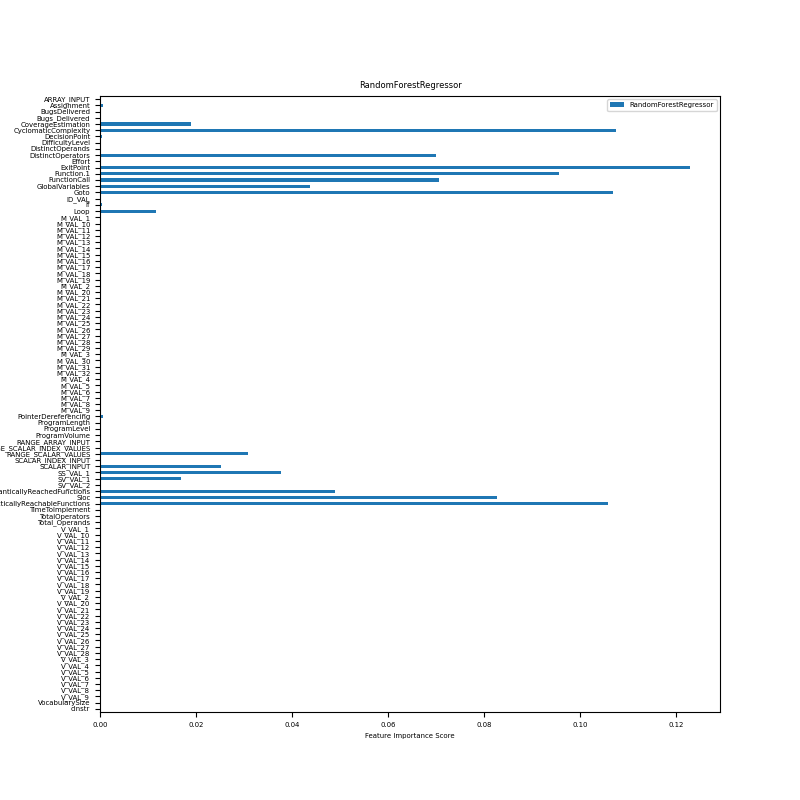 RandomForestRegressor
RandomForestRegressor
ARRAY_INPUT
Assignment
BugsDelivered
Bugs_Delivered
CoverageEstimation
CyclomaticComplexity
DecisionPoint
DifficultyLevel
DistinctOperands
DistinctOperators
Effort
ExitPoint
Function.1
FunctionCall
GlobalVariables
Goto
ID_VAL
If
Loop
M_VAL_1
M_VAL_10
M_VAL_11
M_VAL_12
M_VAL_13
M_VAL_14
M_VAL_15
M_VAL_16
M_VAL_17
M_VAL_18
M_VAL_19
M_VAL_2
M_VAL_20
M_VAL_21
M_VAL_22
M_VAL_23
M_VAL_24
M_VAL_25
M_VAL_26
M_VAL_27
M_VAL_28
M_VAL_29
M_VAL_3
M_VAL_30
M_VAL_31
M_VAL_32
M_VAL_4
M_VAL_5
M_VAL_6
M_VAL_7
M_VAL_8
M_VAL_9
PointerDereferencing
ProgramLength
ProgramLevel
ProgramVolume
RANGE_ARRAY_INPUT
E_SCALAR_INDEX_VALUES
RANGE_SCALAR_VALUES
SCALAR_INDEX_INPUT
SCALAR_INPUT
SS_VAL_1
SV_VAL_1
SV_VAL_2
anticallyReachedFunctions
Sloc
ticallyReachableFunctions
TimeToImplement
TotalOperators
Total_Operands
V_VAL_1
V_VAL_10
V_VAL_11
V_VAL_12
V_VAL_13
V_VAL_14
V_VAL_15
V_VAL_16
V_VAL_17
V_VAL_18
V_VAL_19
V_VAL_2
V_VAL_20
V_VAL_21
V_VAL_22
V_VAL_23
V_VAL_24
V_VAL_25
V_VAL_26
V_VAL_27
V_VAL_28
V_VAL_3
V_VAL_4
V_VAL_5
V_VAL_6
V_VAL_7
V_VAL_8
V_VAL_9
VocabularySize
cinstr
0.00 0.02 0.04 0.06 0.08 0.10 0.12
Feature Importance Score